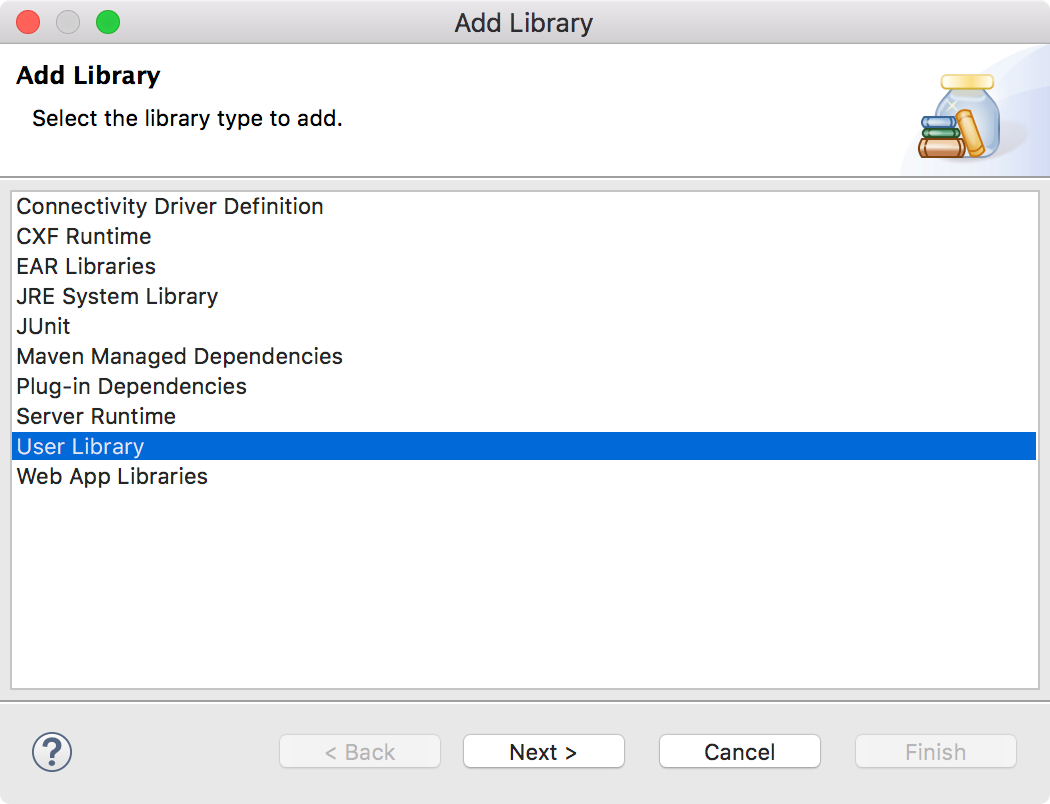 Add Library
Add Library
Select the library type to add.
Connectivity Driver Definition
CXF Runtime
EAR Libraries
JRE System Library
JUnit
Maven Managed Dependencies
Plug-in Dependencies
Server Runtime
User Library
Web App Libraries
? < Back Next > Cancel Finish